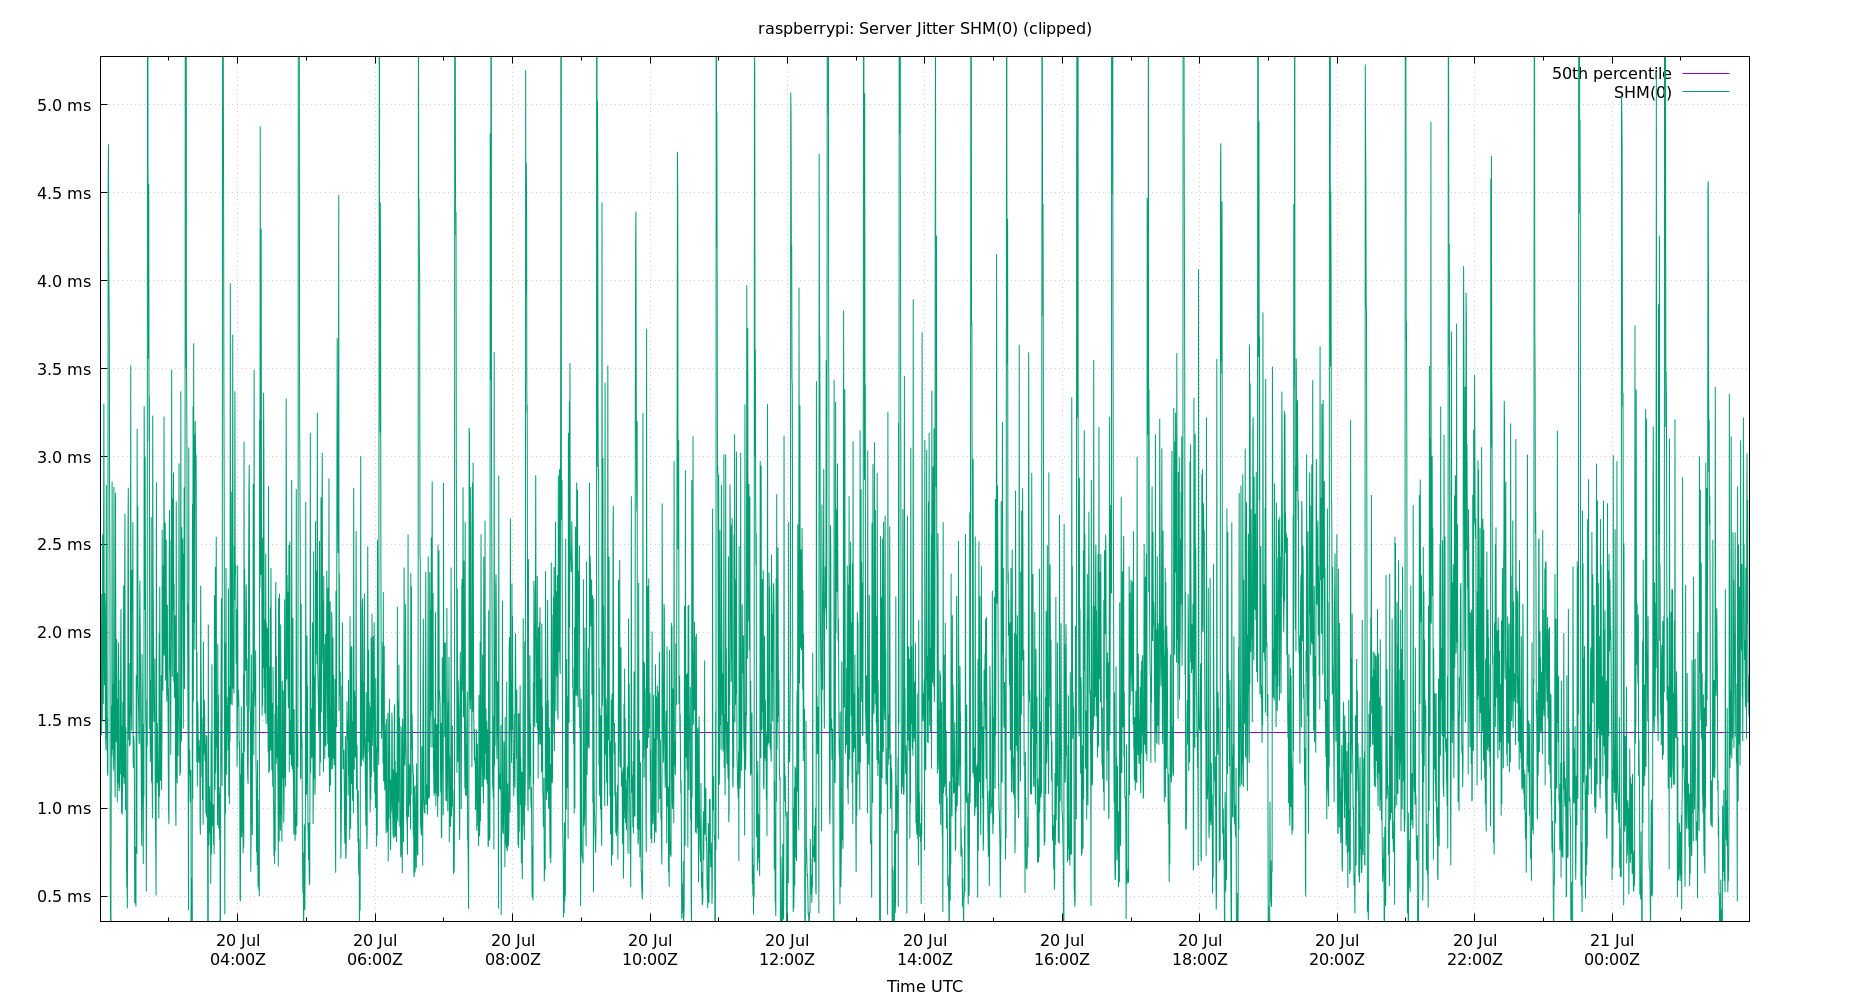 raspberrypi: Server Jitter SHM(0) (clipped)
50th percentile
SHM(0)
5.0 ms
4.5 ms
4.0 ms
3.5 ms
3.0 ms
2.5 ms
2.0 ms
1.5 ms
1.0 ms
0.5 ms
20 Jul 20 Jul 20 Jul 20 Jul 20 Jul 20 Jul 20 Jul 20 Jul 20 Jul 20 Jul 21 Jul
04:00Z 06:00Z 08:00Z 10:00Z 12:00Z 14:00Z 16:00Z 18:00Z 20:00Z 22:00Z 00:00Z
Time UTC